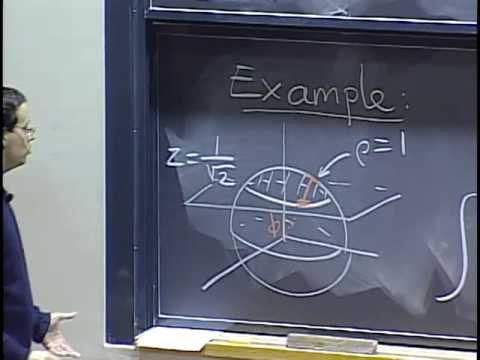 Example:
z = 1/√2
ρ = 1
ϕ
∫